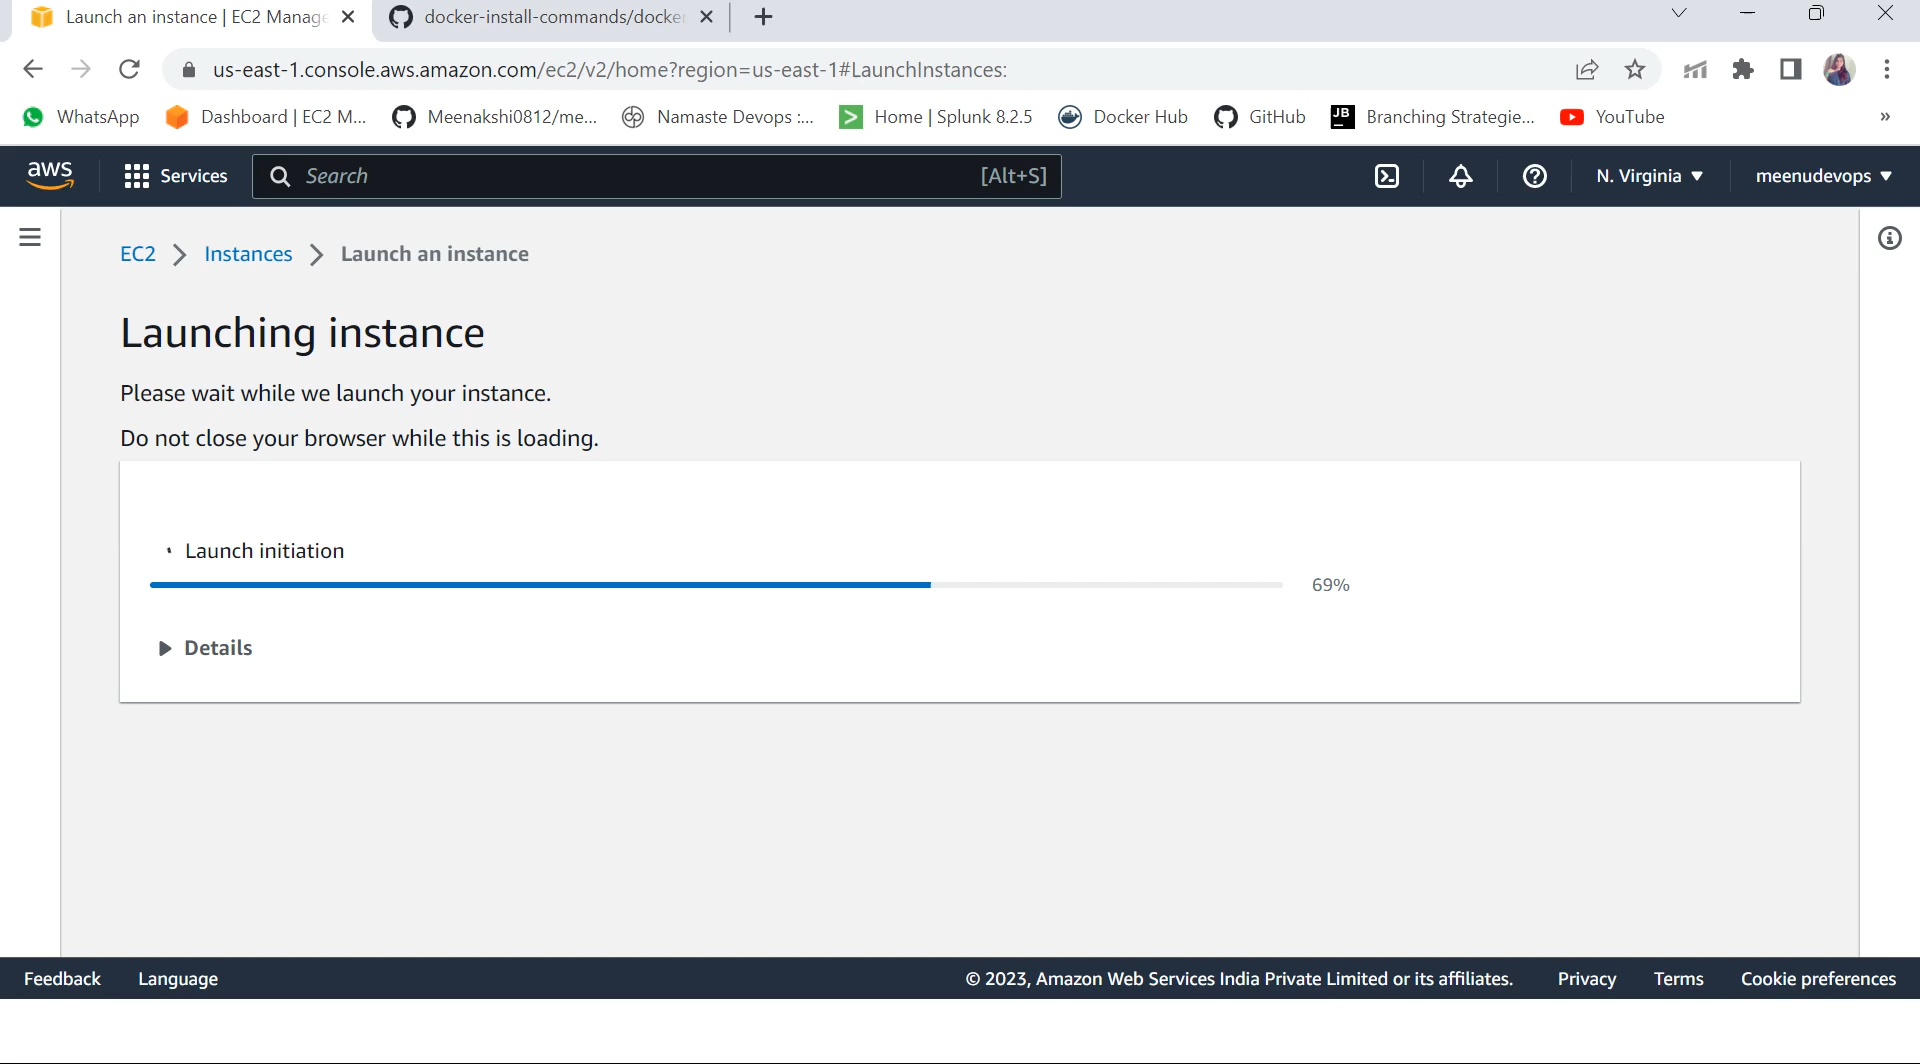 Launch an instance | EC2 Manage
docker-install-commands/docker
us-east-1.console.aws.amazon.com/ec2/v2/home?region=us-east-1#LaunchInstances:
WhatsApp
Dashboard | EC2 M...
Meenakshi0812/me...
Namaste Devops :...
Home | Splunk 8.2.5
Docker Hub
GitHub
JB
Branching Strategie...
YouTube
»
aws
Services
Search
[Alt+S]
N. Virginia
meenudevops
EC2
Instances
Launch an instance
Launching instance
Please wait while we launch your instance.
Do not close your browser while this is loading.
Launch initiation
69%
Details
Feedback
Language
© 2023, Amazon Web Services India Private Limited or its affiliates.
Privacy
Terms
Cookie preferences